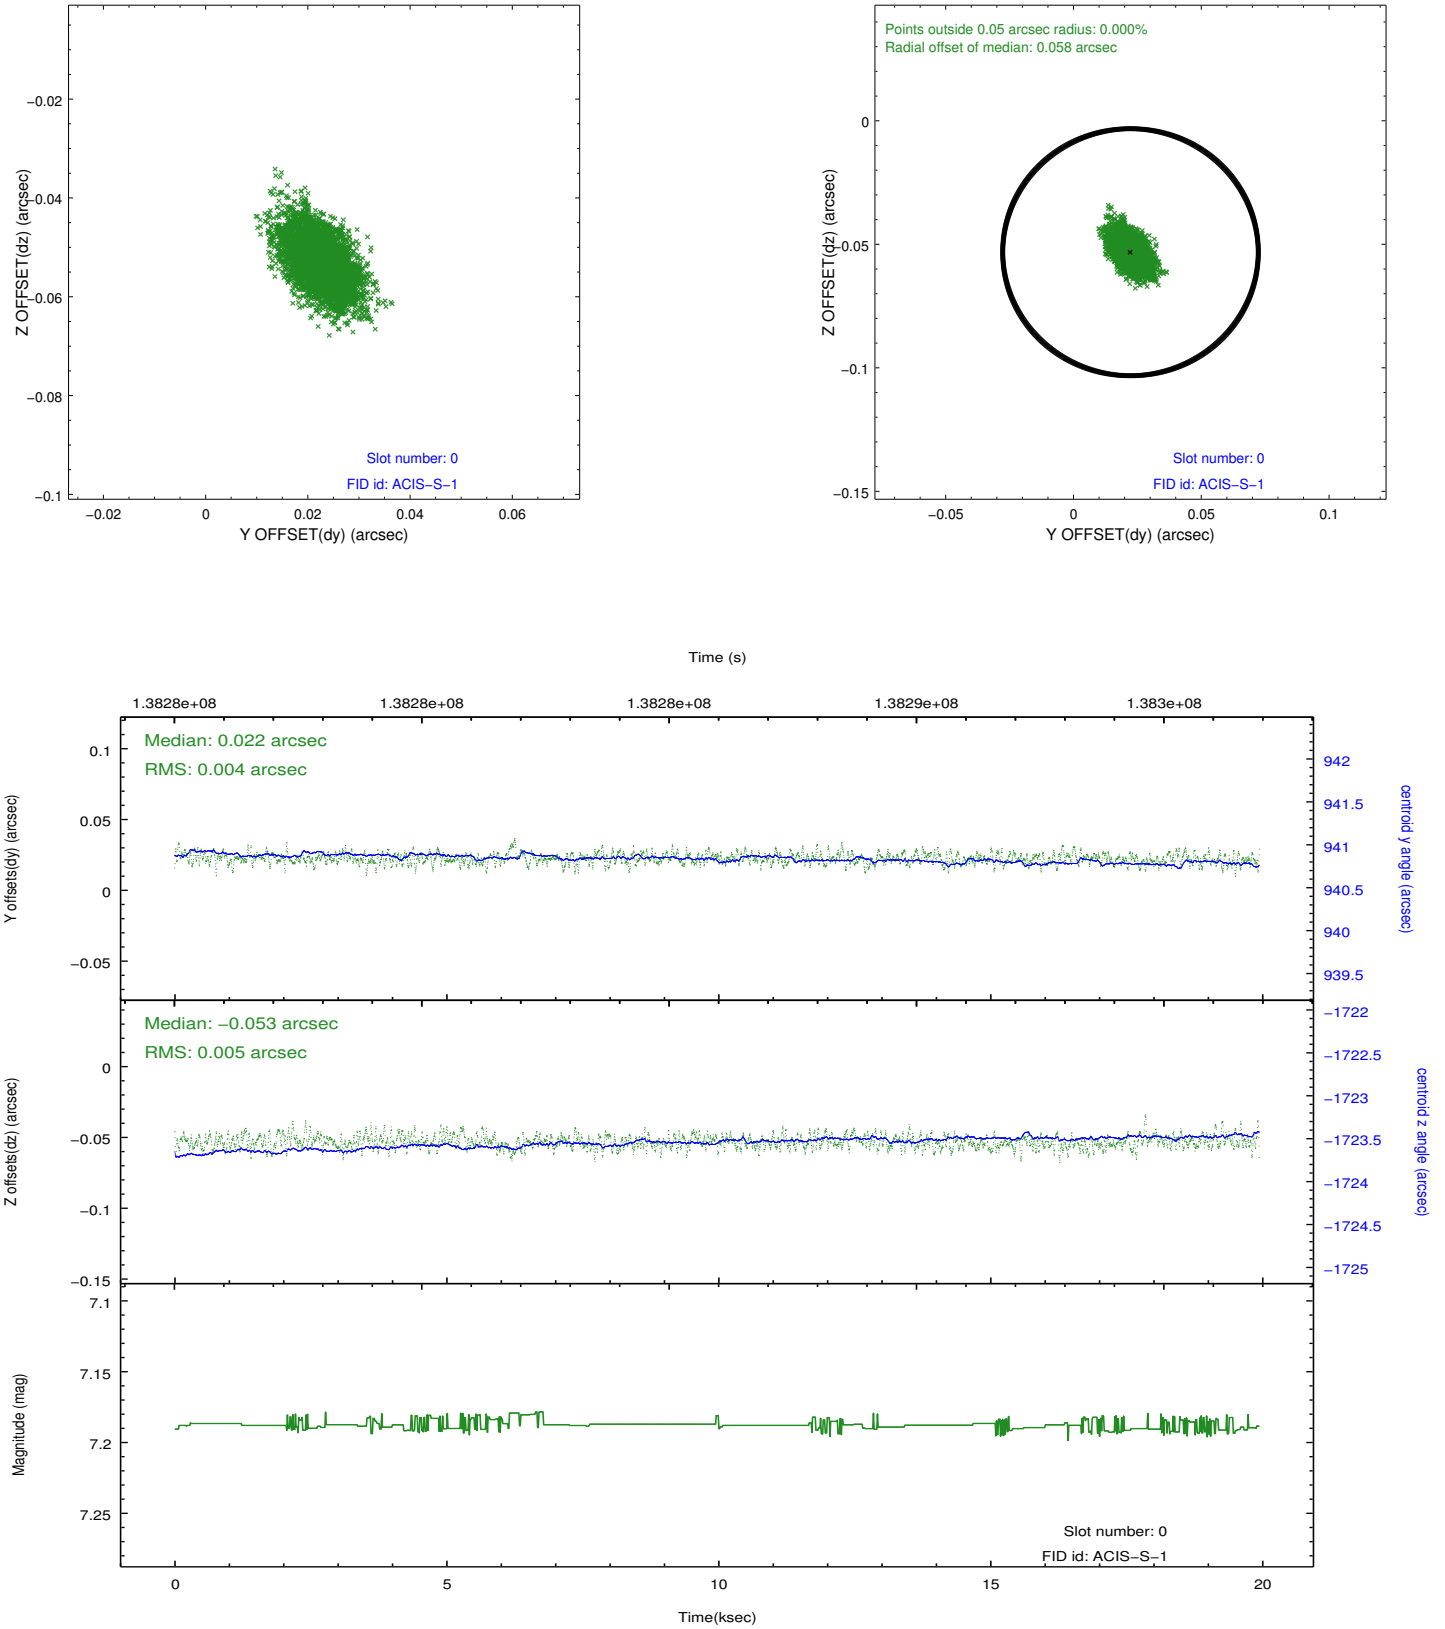 −0.02
−0.04
−0.06
−0.08
−0.1
Z OFFSET(dz) (arcsec)
Slot number: 0
FID id: ACIS−S−1
−0.02
0
0.02
0.04
0.06
Y OFFSET(dy) (arcsec)
Points outside 0.05 arcsec radius: 0.000%
Radial offset of median: 0.058 arcsec
0
−0.05
−0.1
−0.15
Z OFFSET(dz) (arcsec)
Slot number: 0
FID id: ACIS−S−1
−0.05
0
0.05
0.1
Y OFFSET(dy) (arcsec)
Time (s)
1.3828e+08
1.3828e+08
1.3828e+08
1.3829e+08
1.383e+08
Median: 0.022 arcsec
RMS: 0.004 arcsec
0.1
0.05
0
−0.05
Y offsets(dy) (arcsec)
942
941.5
941
940.5
940
939.5
centroid y angle (arcsec)
Median: −0.053 arcsec
RMS: 0.005 arcsec
0
−0.05
−0.1
−0.15
Z offsets(dz) (arcsec)
−1722
−1722.5
−1723
−1723.5
−1724
−1724.5
−1725
centroid z angle (arcsec)
7.1
7.15
7.2
7.25
Magnitude (mag)
Slot number: 0
FID id: ACIS−S−1
0
5
10
15
20
Time(ksec)